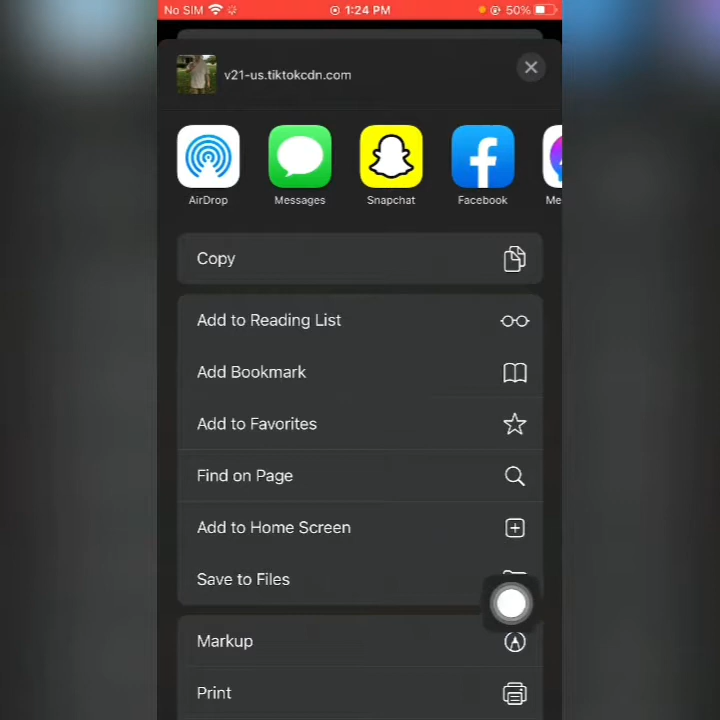 No SIM 1:24 PM 50%
v21-us.tiktokcdn.com
AirDrop Messages Snapchat Facebook Me
Copy
Add to Reading List
Add Bookmark
Add to Favorites
Find on Page
Add to Home Screen
Save to Files
Markup
Print